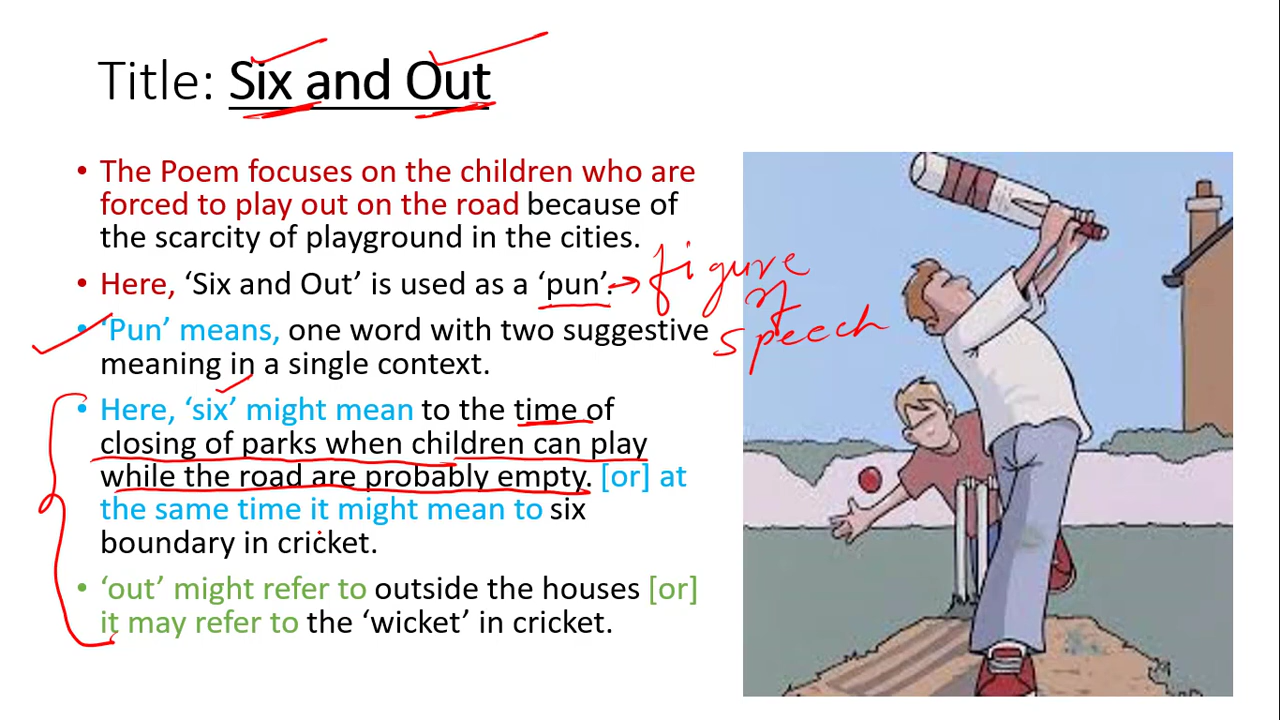 Title: Six and Out
• The Poem focuses on the children who are
forced to play out on the road because of
the scarcity of playground in the cities.
• Here, ‘Six and Out’ is used as a ‘pun’. → figure
of
speech
• ‘Pun’ means, one word with two suggestive
meaning in a single context.
• Here, ‘six’ might mean to the time of
closing of parks when children can play
while the road are probably empty. [or] at
the same time it might mean to six
boundary in cricket.
• ‘out’ might refer to outside the houses [or]
it may refer to the ‘wicket’ in cricket.